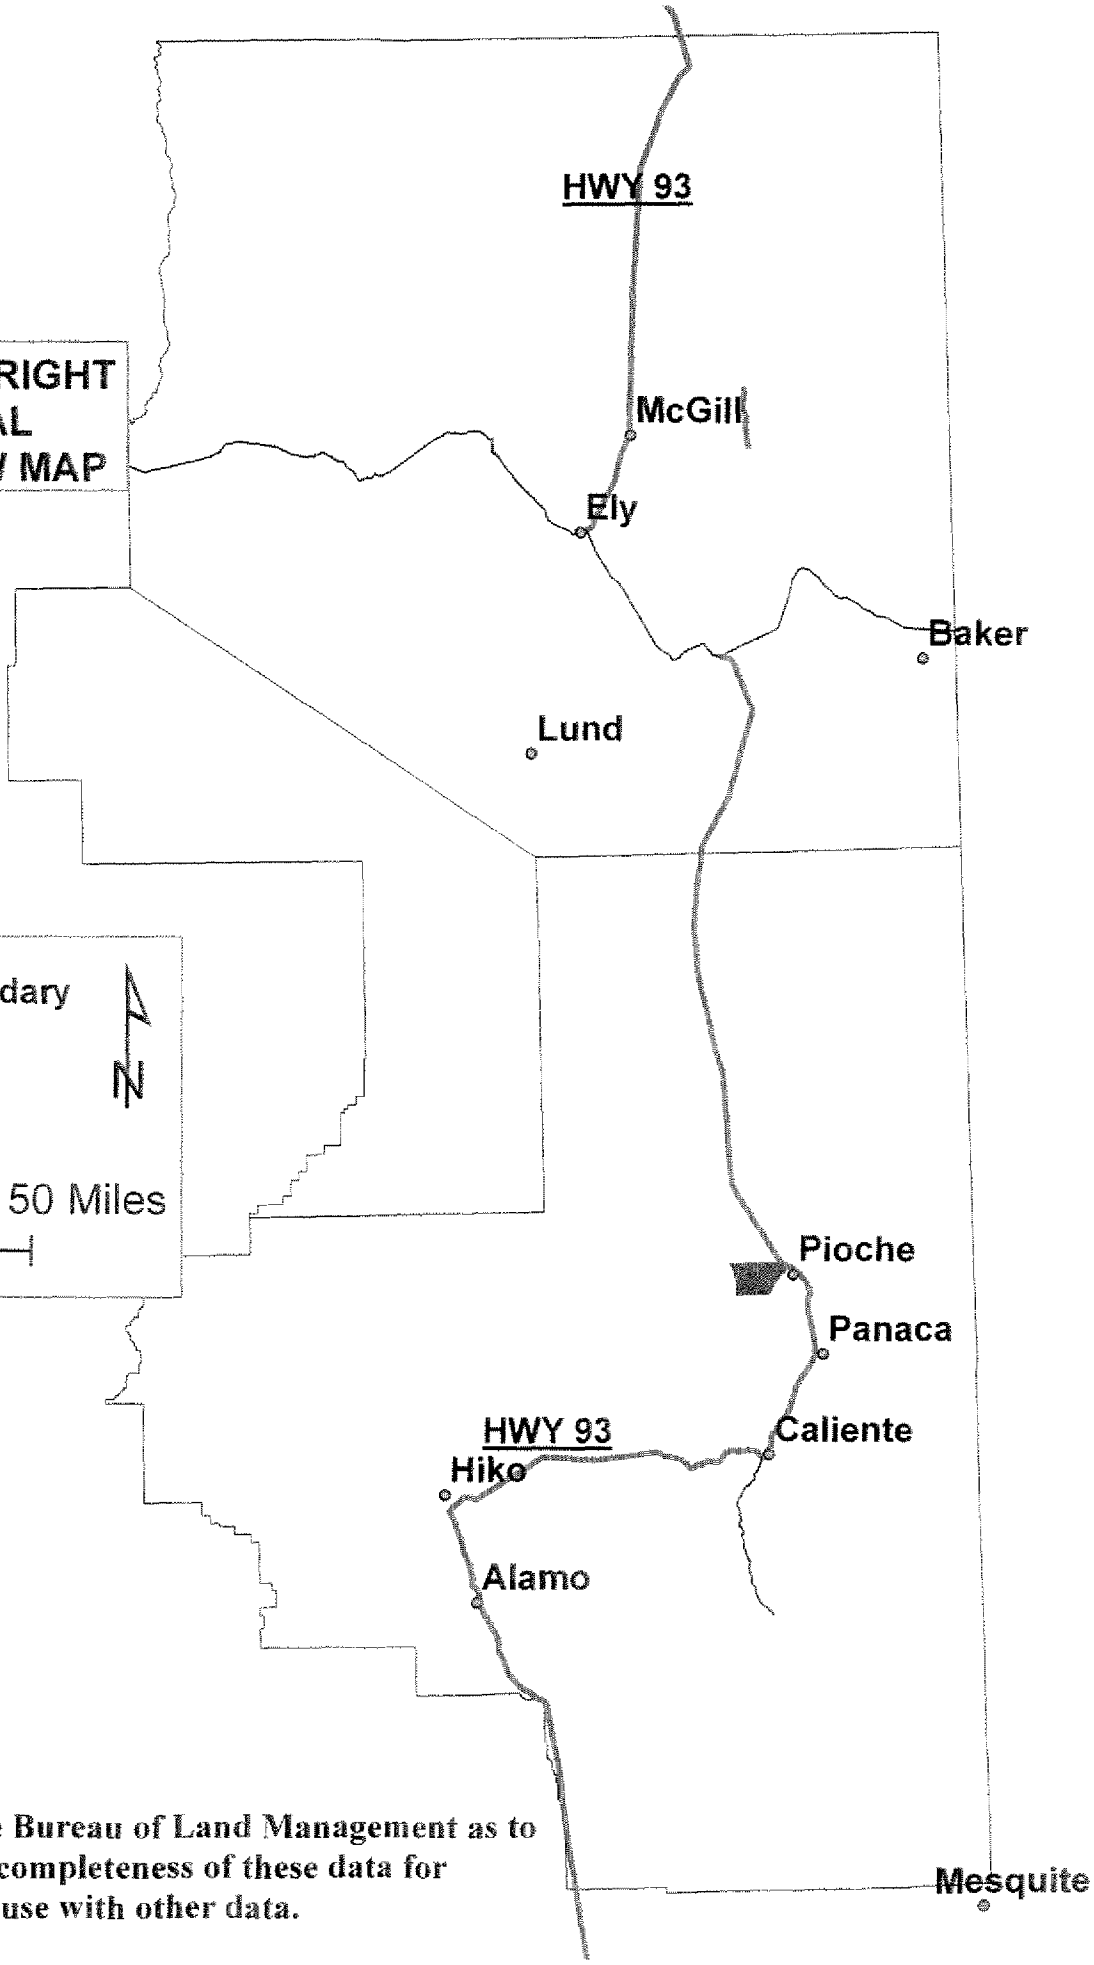 HWY 93
RIGHT
AL
W MAP
McGill
Ely
Baker
Lund
dary
N
50 Miles
Pioche
Panaca
Caliente
HWY 93
Hiko
Alamo
e Bureau of Land Management as to
completeness of these data for
use with other data.
Mesquite